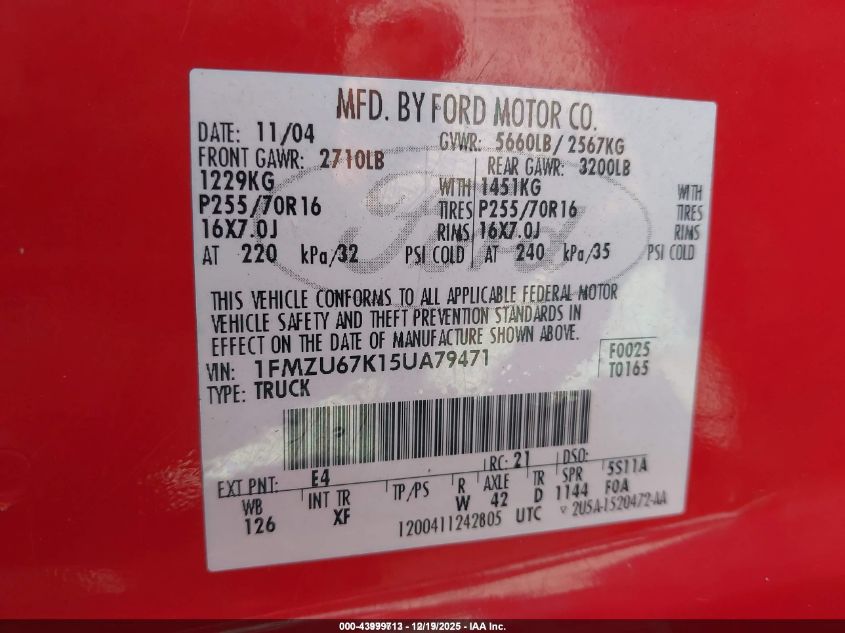 MFD. BY FORD MOTOR CO.
DATE: 11/04 GVWR: 5660LB/ 2567KG
FRONT GAWR: 2710LB REAR GAWR: 3200LB
1229KG WITH 1451KG WITH
P255/70R16 TIRES P255/70R16 TIRES
16X7.0J RIMS 16X7.0J RIMS
AT 220 kPa/32 PSI COLD AT 240 kPa/35 PSI COLD
Ford
THIS VEHICLE CONFORMS TO ALL APPLICABLE FEDERAL MOTOR
VEHICLE SAFETY AND THEFT PREVENTION STANDARDS IN
EFFECT ON THE DATE OF MANUFACTURE SHOWN ABOVE.
VIN: 1FMZU67K15UA79471 F0025
TYPE: TRUCK T0165
EXT PNT: E4 RC: 21 DSO:
WB INT TR TP/PS R AXLE TR SPR 5S11A
126 XF W 42 D 1144 F0A
1200411242805 UTC 2U5A-1520472-AA
000-43999713 - 12/19/2025 - IAA Inc.